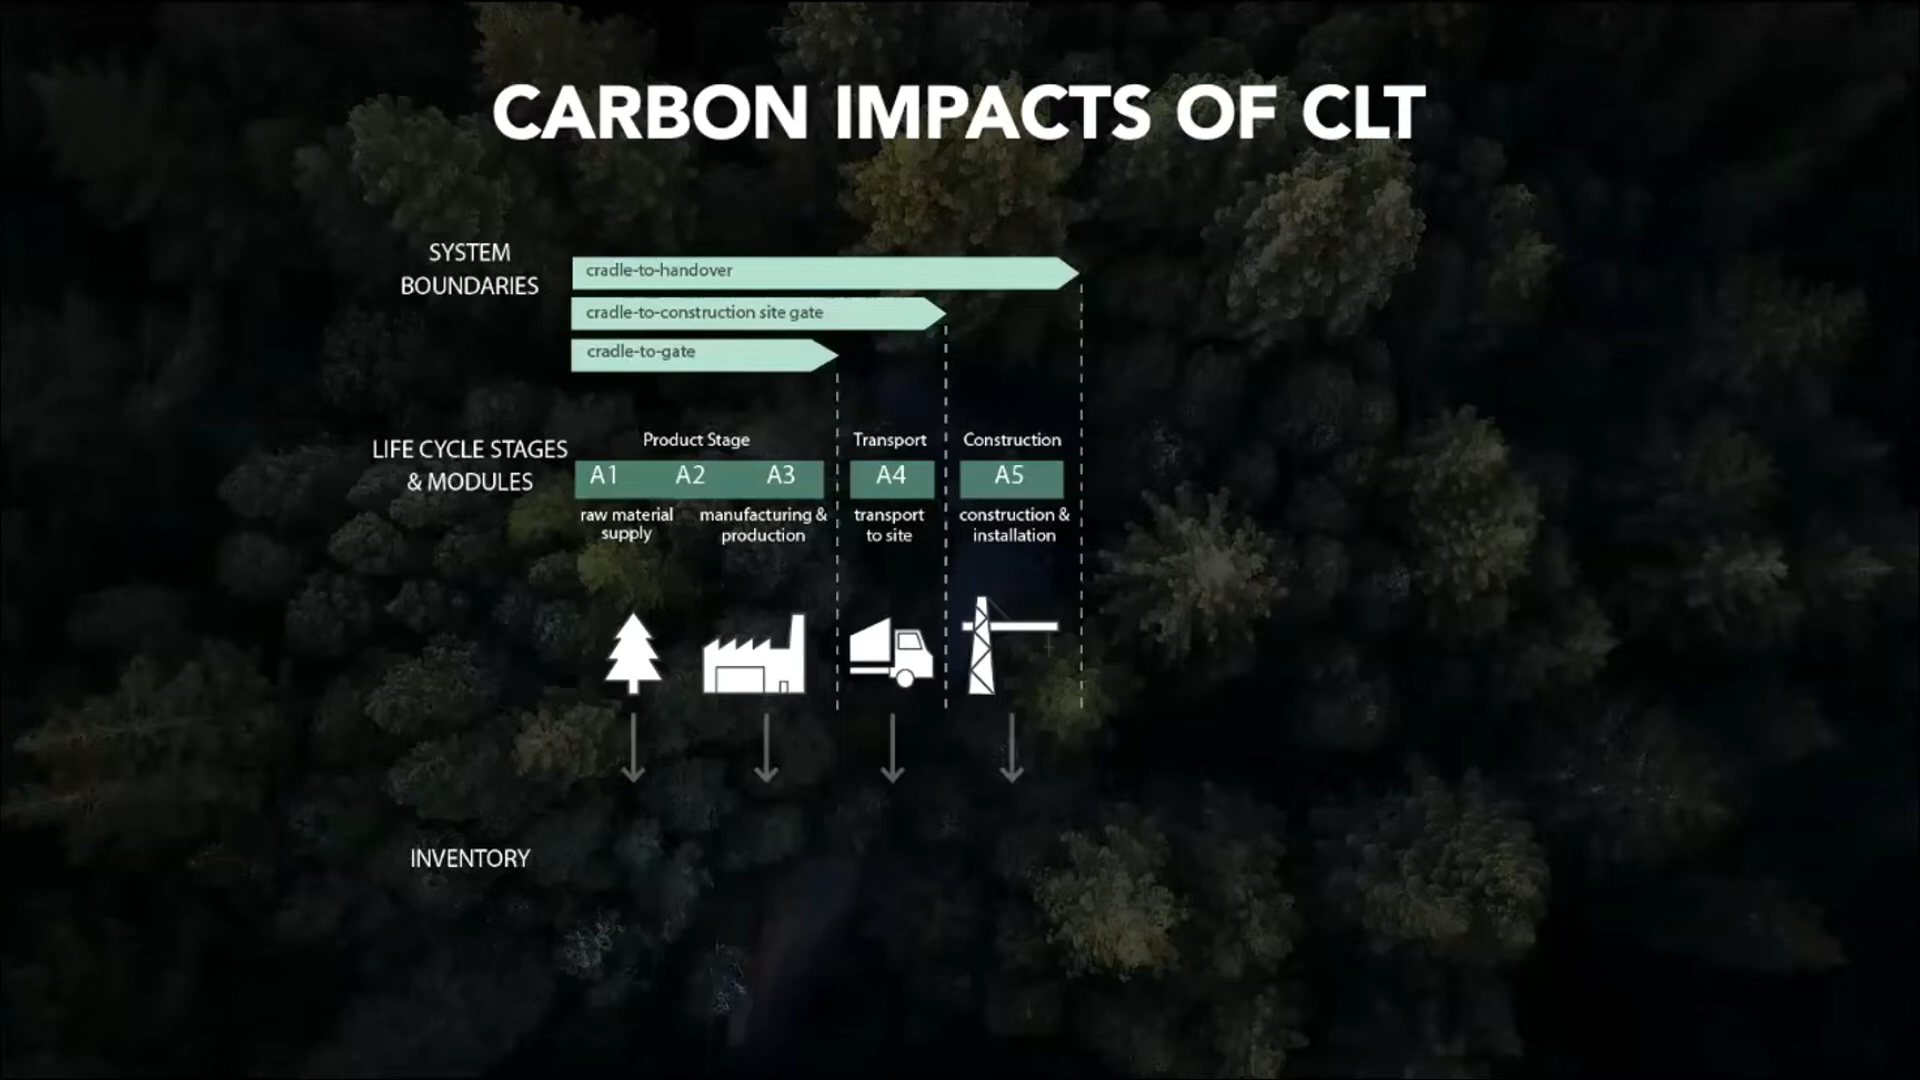 CARBON IMPACTS OF CLT
SYSTEM
BOUNDARIES
cradle-to-handover
cradle-to-construction site gate
cradle-to-gate
LIFE CYCLE STAGES
& MODULES
Product Stage
Transport
Construction
A1
A2
A3
A4
A5
raw material
supply
manufacturing &
production
transport
to site
construction &
installation
INVENTORY